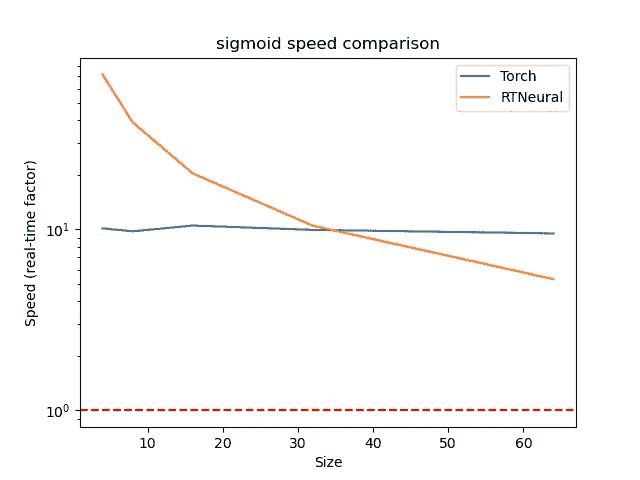 sigmoid speed comparison
Torch
RTNeural
Speed (real-time factor)
10¹
10⁰
10
20
30
40
50
60
Size